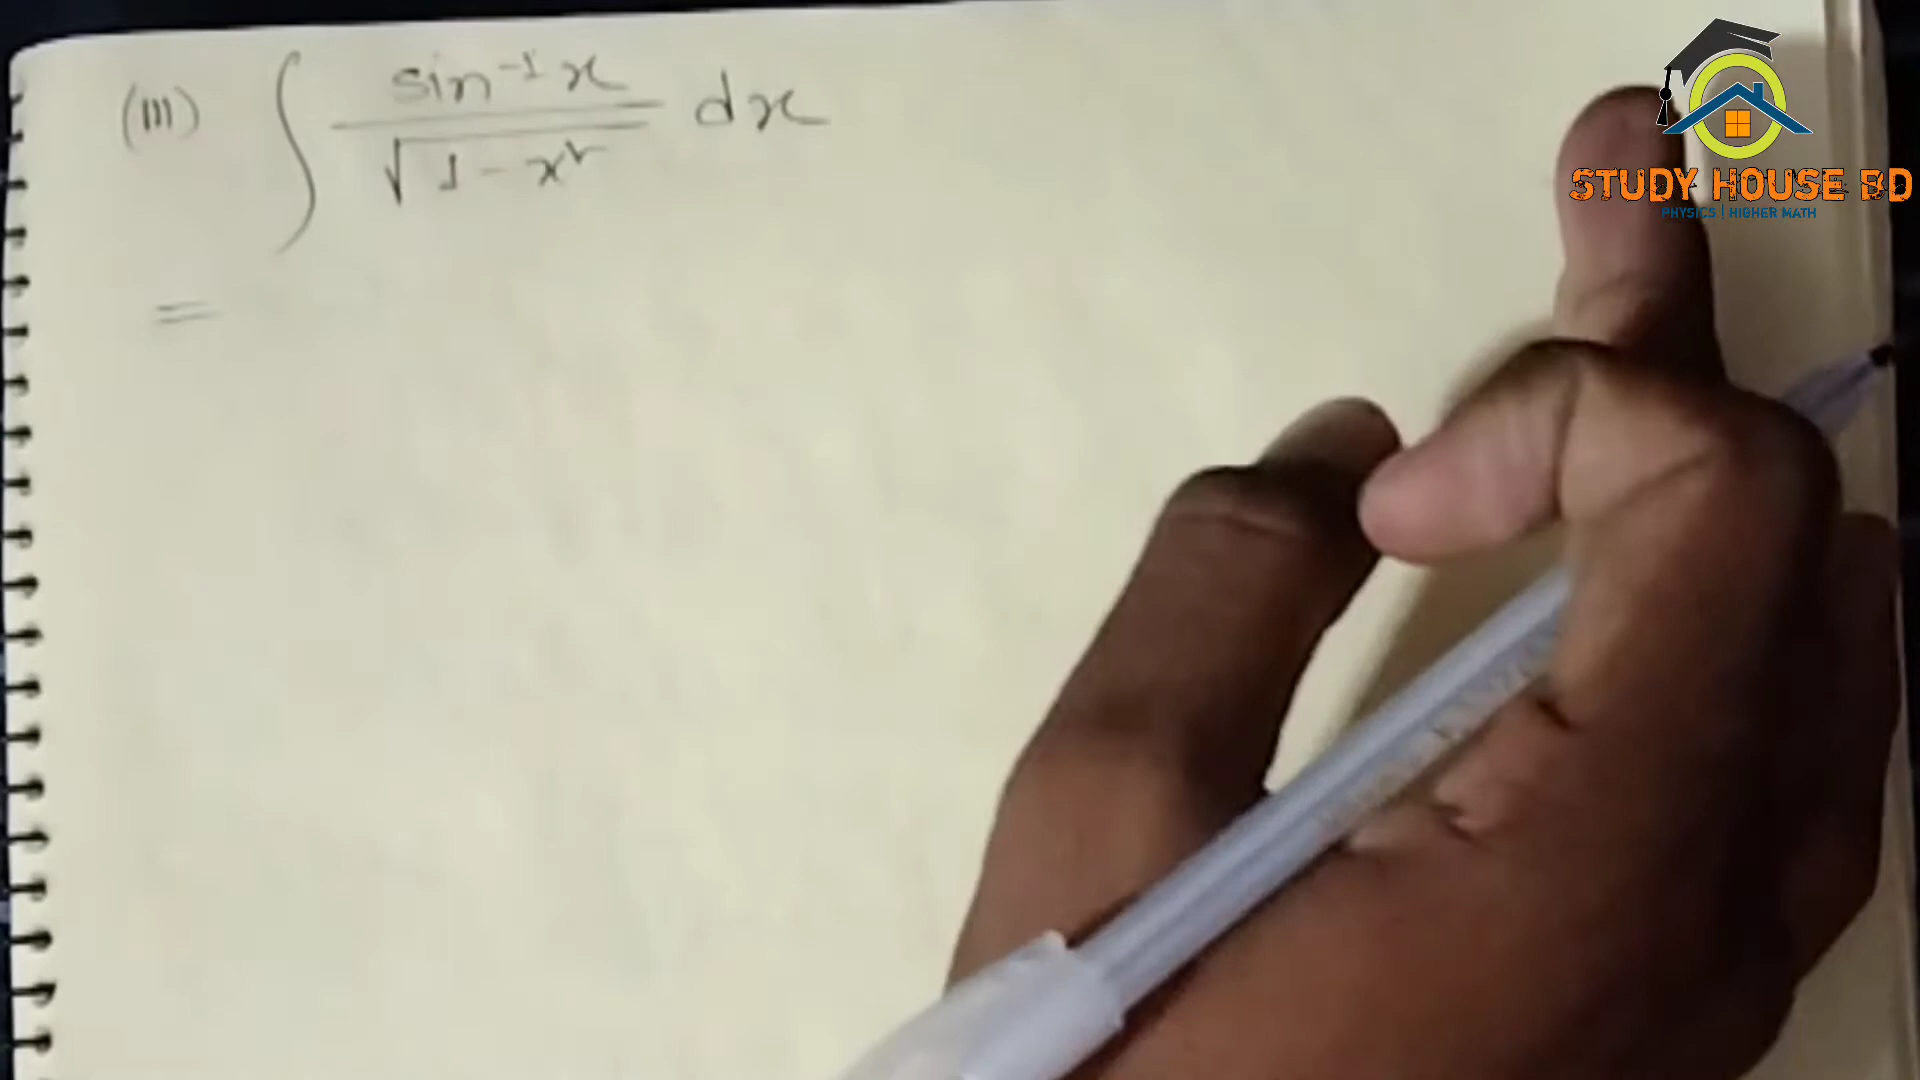 (III) ∫ sin⁻¹x / √1-x² dx
=
STUDY HOUSE BD
PHYSICS | HIGHER MATH